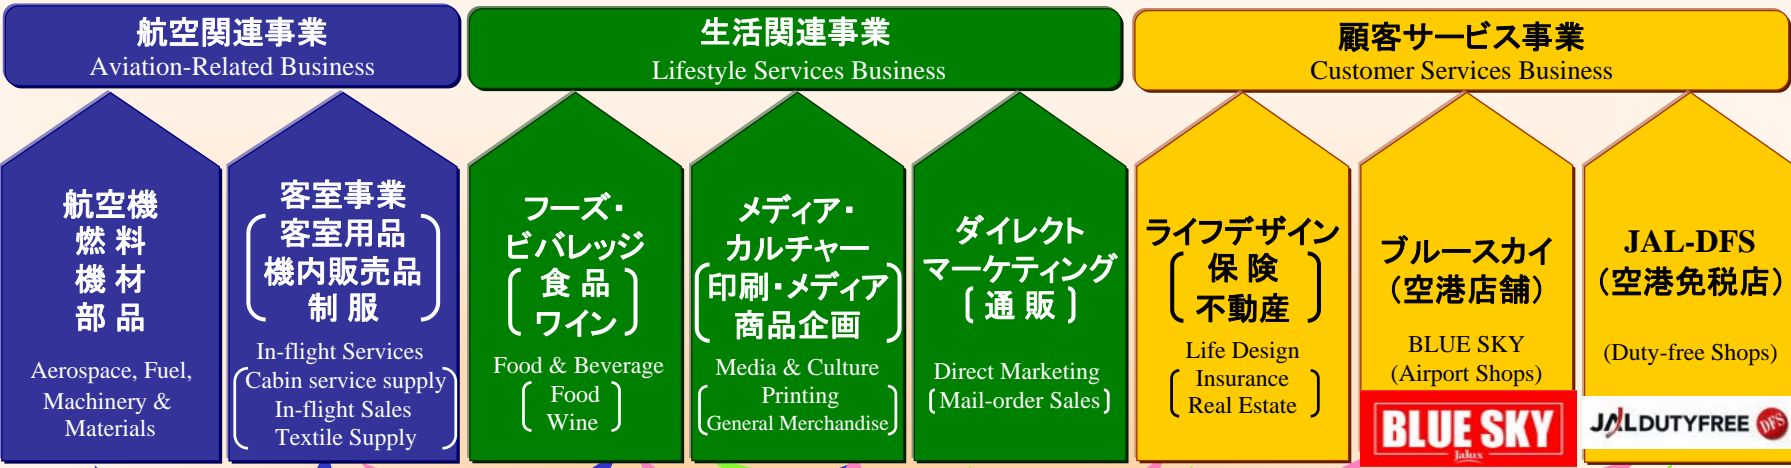 航空関連事業
Aviation-Related Business
生活関連事業
Lifestyle Services Business
顧客サービス事業
Customer Services Business
航空機
燃 料
機 材
部 品
Aerospace, Fuel,
Machinery &
Materials
客室事業
客室用品
機内販売品
制 服
In-flight Services
Cabin service supply
In-flight Sales
Textile Supply
フーズ・
ビバレッジ
食 品
ワイン
Food & Beverage
Food
Wine
メディア・
カルチャー
印刷・メディア
商品企画
Media & Culture
Printing
General Merchandise
ダイレクト
マーケティング
〔 通 販 〕
Direct Marketing
〔Mail-order Sales〕
ライフデザイン
保 険
不動産
Life Design
Insurance
Real Estate
ブルースカイ
（空港店舗）
BLUE SKY
(Airport Shops)
BLUE SKY
Jalux
JAL-DFS
（空港免税店）
(Duty-free Shops)
JALDUTYFREE DFS